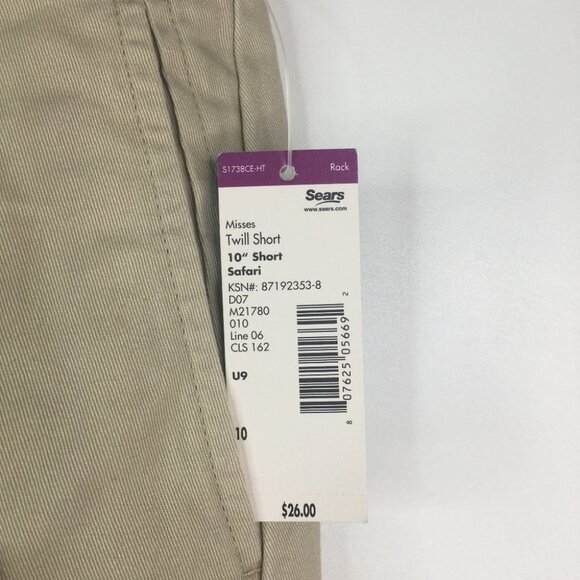 S1738CE-HT Rack
Sears
www.sears.com
Misses
Twill Short
10" Short
Safari
KSN#: 87192353-8
D07
M21780
010
Line 06
CLS 162
U9
10
8 07625 05669 2
$26.00